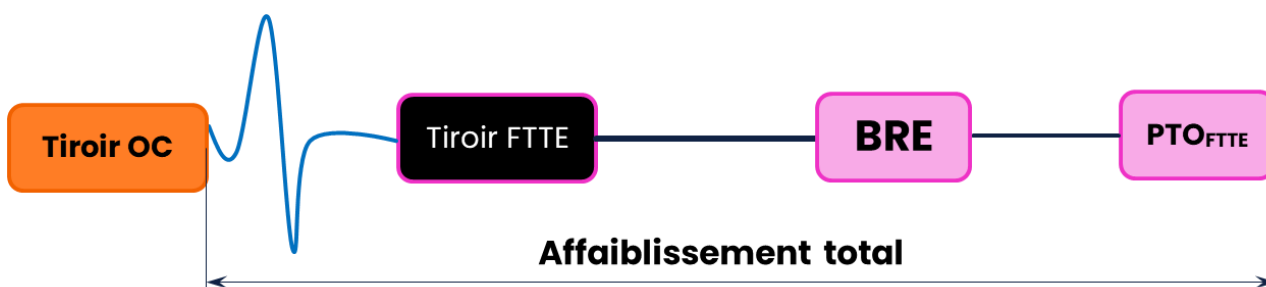 Tiroir OC
Tiroir FTTE
BRE
PTOFTTE
Affaiblissement total